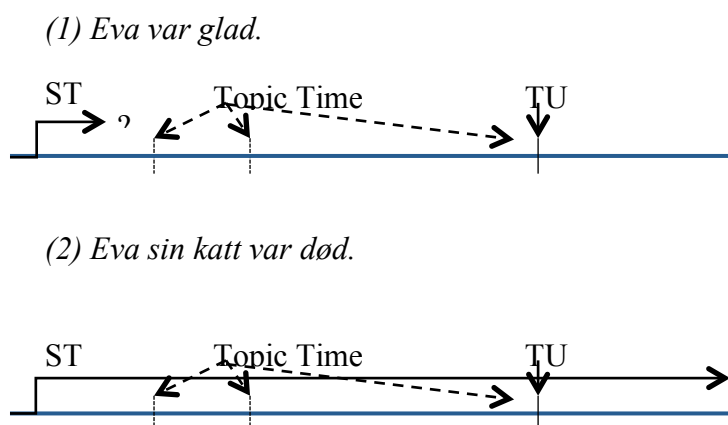 (1) Eva var glad.
ST Topic Time TU
?
(2) Eva sin katt var død.
ST Topic Time TU